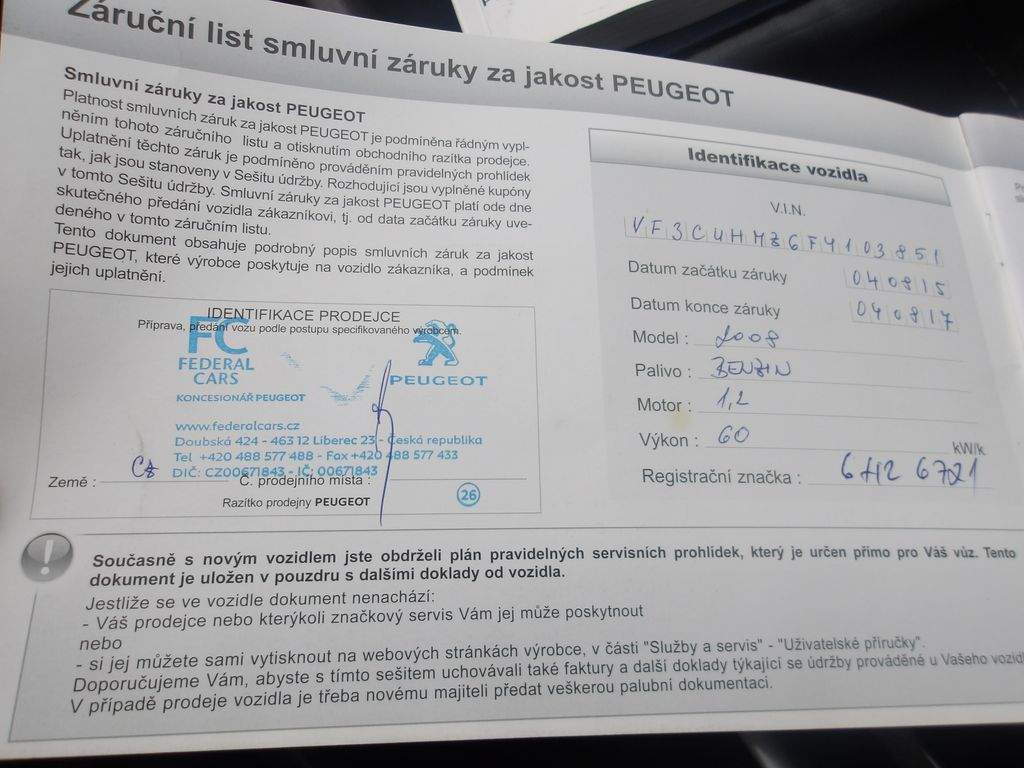 Záruční list smluvní záruky za jakost PEUGEOT
Smluvní záruky za jakost PEUGEOT
Platnost smluvních záruk za jakost PEUGEOT je podmíněna řádným vypl-
něním tohoto záručního listu a otisknutím obchodního razítka prodejce.
Uplatnění těchto záruk je podmíněno prováděním pravidelných prohlídek
tak, jak jsou stanoveny v Sešitu údržby. Rozhodující jsou vyplněné kupóny
v tomto Sešitu údržby. Smluvní záruky za jakost PEUGEOT platí ode dne
skutečného předání vozidla zákazníkovi, tj. od data začátku záruky uve-
deného v tomto záručním listu.
Tento dokument obsahuje podrobný popis smluvních záruk za jakost
PEUGEOT, které výrobce poskytuje na vozidlo zákazníka, a podmínek
jejich uplatnění.
IDENTIFIKACE PRODEJCE
Příprava, předání vozu podle postupu specifikovaného výrobcem.
FC
FEDERAL
CARS
KONCESIONÁŘ PEUGEOT
PEUGEOT
www.federalcars.cz
Doubská 424 - 463 12 Liberec 23 - Česká republika
Tel +420 488 577 488 - Fax +420 488 577 433
DIČ: CZ00671843 - IČ: 00671843
Země : CZ Č. prodejního místa :
Razítko prodejny PEUGEOT
26
Identifikace vozidla
V.I.N.
VF3CUHMZ6FY103851
Datum začátku záruky 040815
Datum konce záruky 040817
Model : 2008
Palivo : BENZIN
Motor : 1,2
Výkon : 60 kW/k
Registrační značka : 6H2 6721
Současně s novým vozidlem jste obdrželi plán pravidelných servisních prohlídek, který je určen přímo pro Váš vůz. Tento
dokument je uložen v pouzdru s dalšími doklady od vozidla.
Jestliže se ve vozidle dokument nenachází:
- Váš prodejce nebo kterýkoli značkový servis Vám jej může poskytnout
nebo
- si jej můžete sami vytisknout na webových stránkách výrobce, v části "Služby a servis" - "Uživatelské příručky".
Doporučujeme Vám, abyste s tímto sešitem uchovávali také faktury a další doklady týkající se údržby prováděné u Vašeho vozidl
V případě prodeje vozidla je třeba novému majiteli předat veškerou palubní dokumentaci.